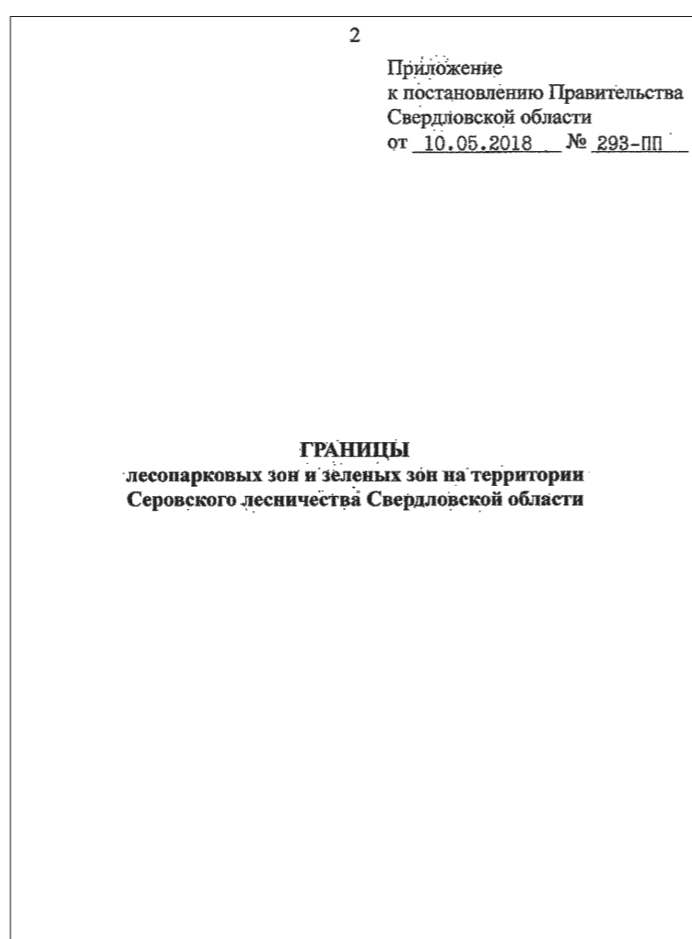 2
Приложение
к постановлению Правительства
Свердловской области
от 10.05.2018 № 293-ПП
ГРАНИЦЫ
лесопарковых зон и зеленых зон на территории
Серовского лесничества Свердловской области